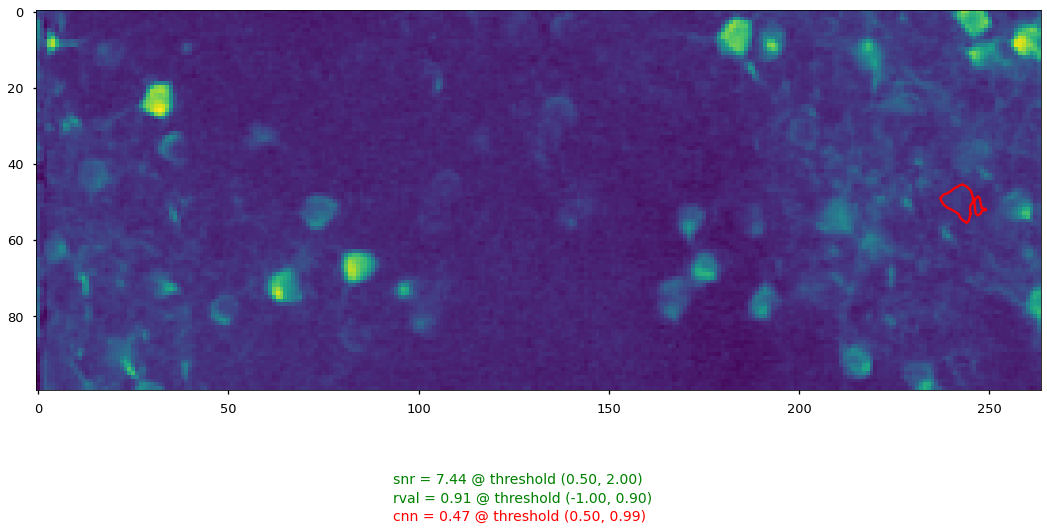 0
20
40
60
80
0 50 100 150 200 250
snr = 7.44 @ threshold (0.50, 2.00)
rval = 0.91 @ threshold (-1.00, 0.90)
cnn = 0.47 @ threshold (0.50, 0.99)